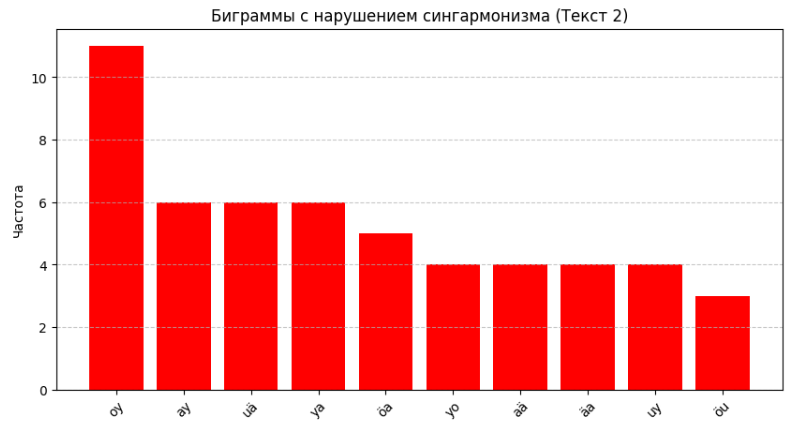 Биграммы с нарушением сингармонизма (Текст 2)
Частота
10
8
6
4
2
0
oy
ay
uä
ya
öa
yo
aä
äa
uy
öu